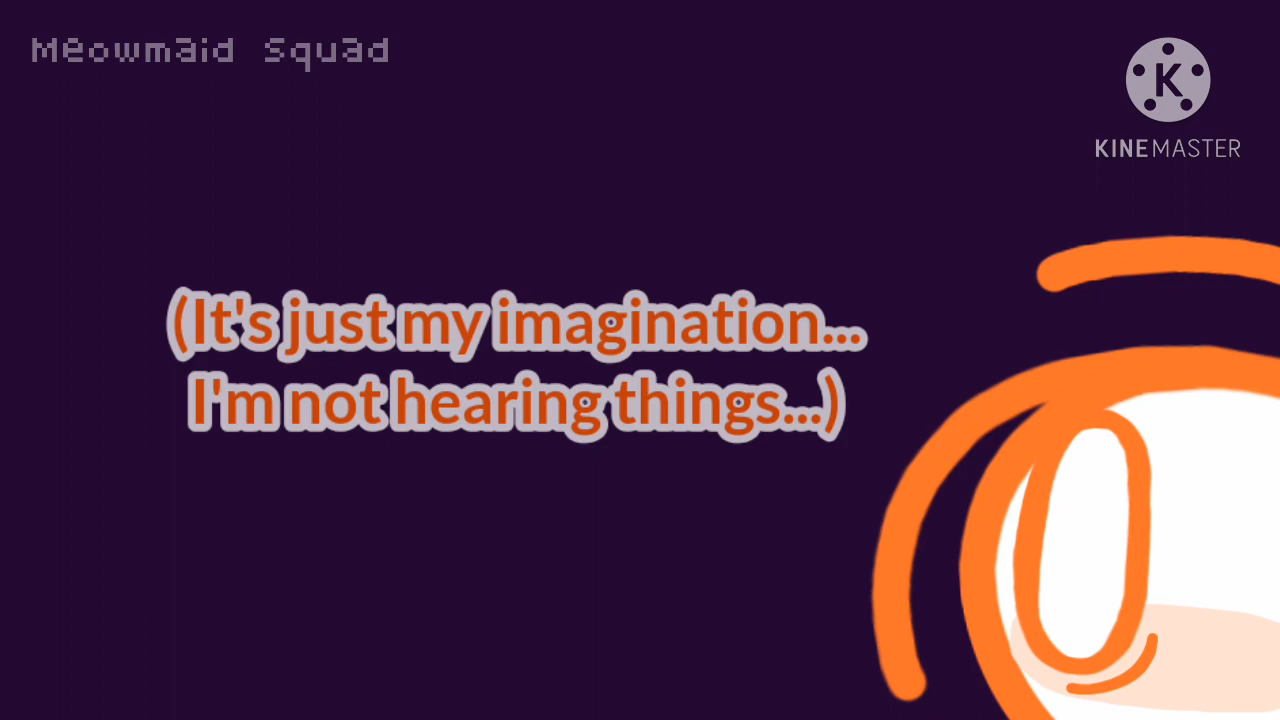 Meowmaid Squad
K
KINEMASTER
(It's just my imagination...
I'm not hearing things...)